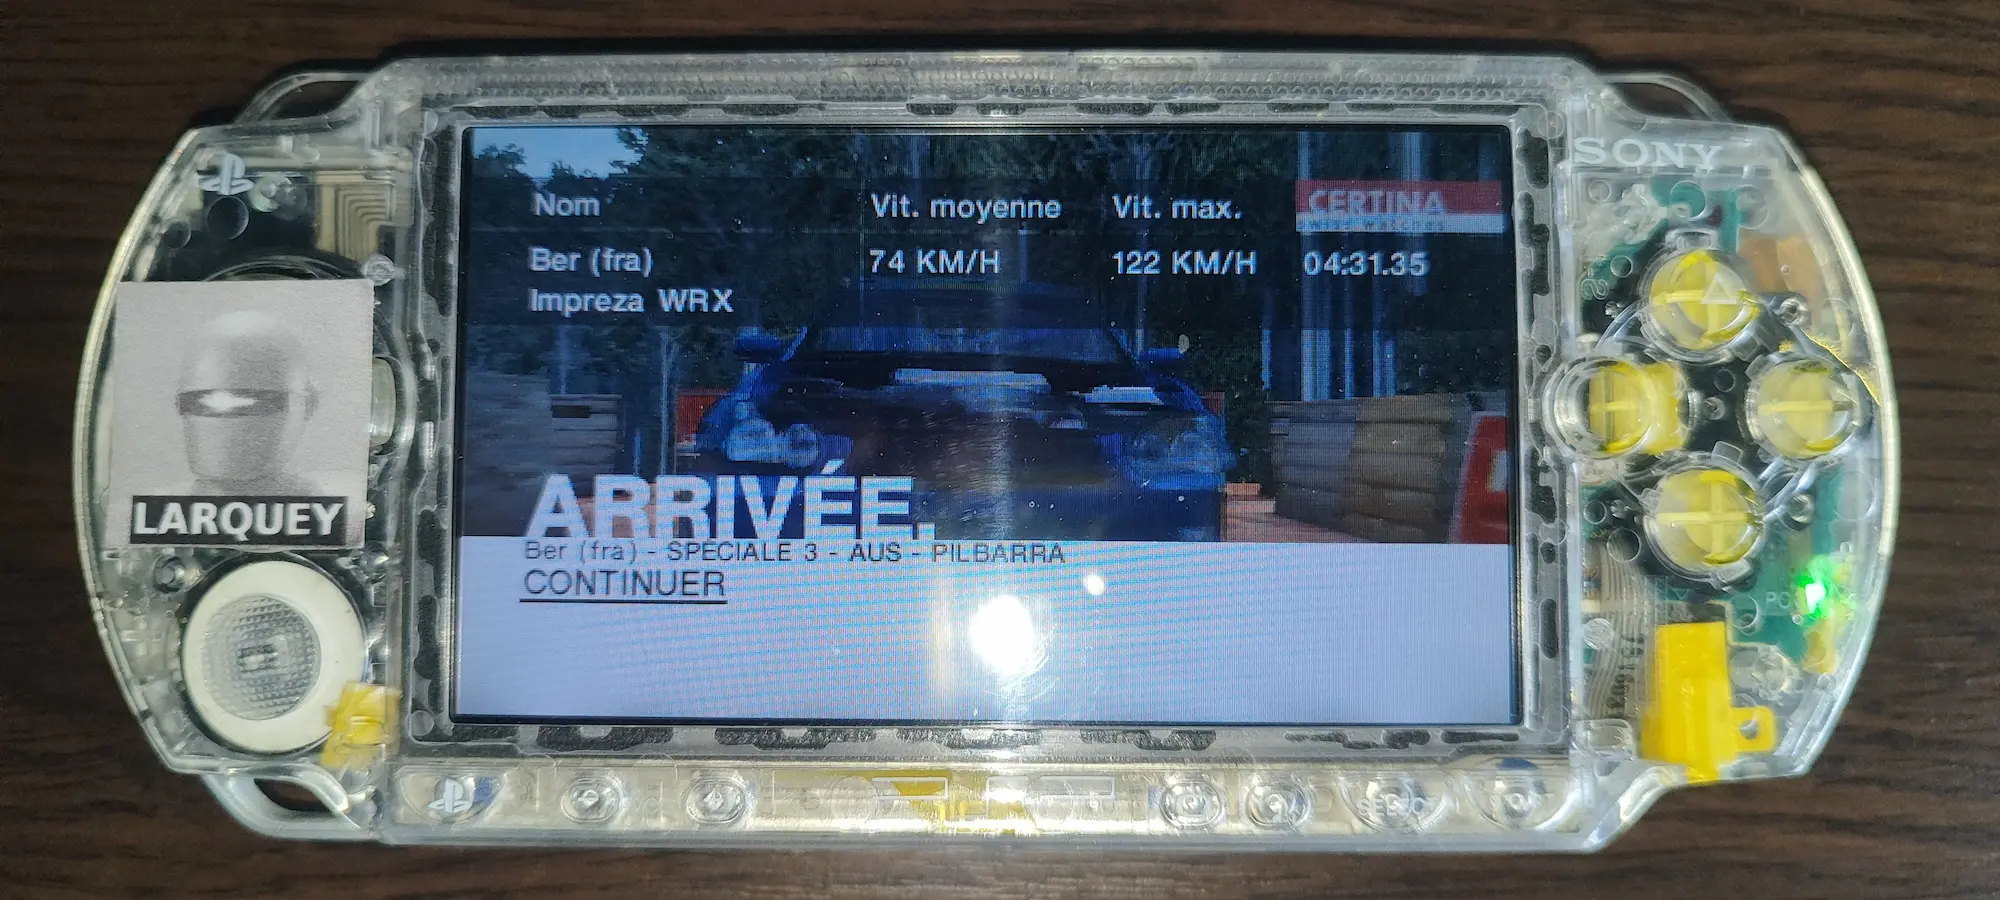 SONY
Nom Vit. moyenne Vit. max. CERTINA
Ber (fra) 74 KM/H 122 KM/H 04:31.35
Impreza WRX
LARQUEY
ARRIVÉE.
Ber (fra) - SPECIALE 3 - AUS - PILBARRA
CONTINUER
SELECT